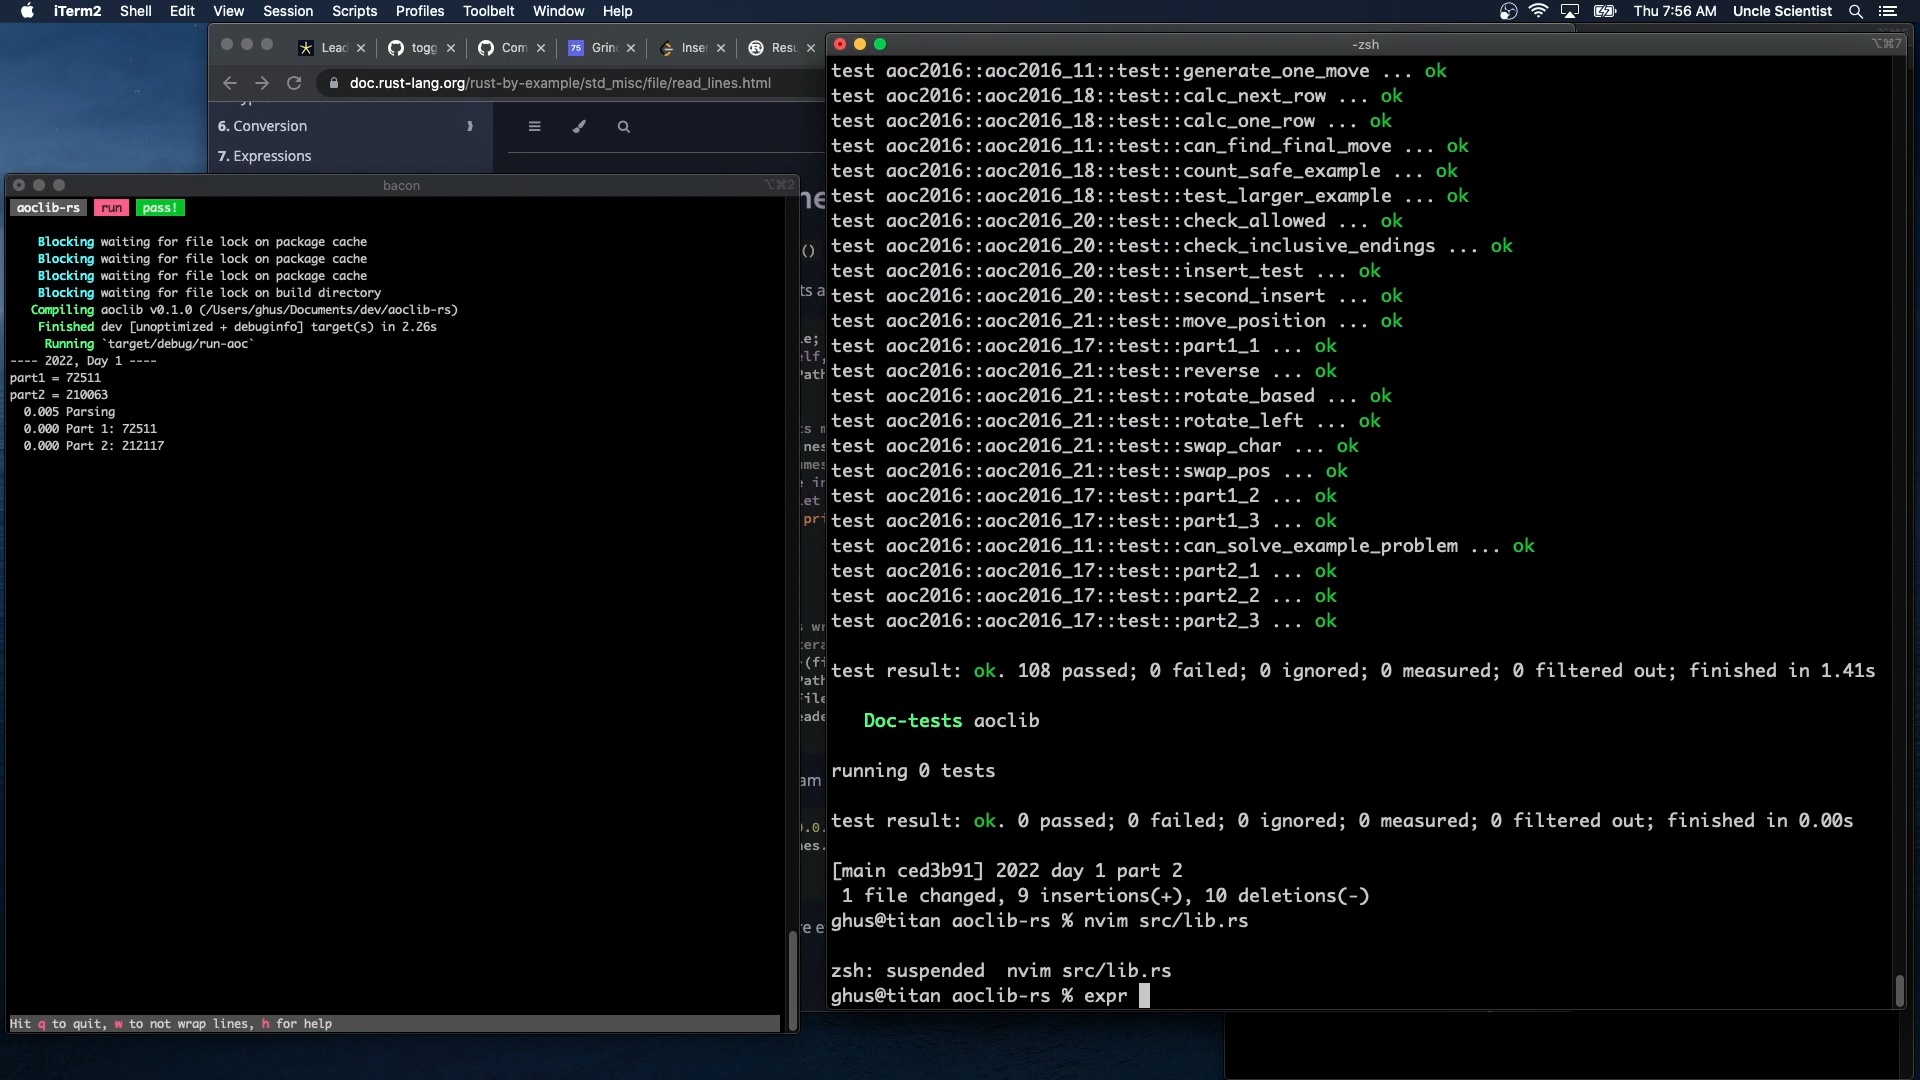 iTerm2 Shell Edit View Session Scripts Profiles Toolbelt Window Help Thu 7:56 AM Uncle Scientist
Lead togg Com 75 Grin Inser Resu
doc.rust-lang.org/rust-by-example/std_misc/file/read_lines.html
6. Conversion
7. Expressions
bacon ⌥⌘2
aoclib-rs run pass!
Blocking waiting for file lock on package cache
Blocking waiting for file lock on package cache
Blocking waiting for file lock on package cache
Blocking waiting for file lock on build directory
Compiling aoclib v0.1.0 (/Users/ghus/Documents/dev/aoclib-rs)
Finished dev [unoptimized + debuginfo] target(s) in 2.26s
Running `target/debug/run-aoc`
---- 2022, Day 1 ----
part1 = 72511
part2 = 210063
0.005 Parsing
0.000 Part 1: 72511
0.000 Part 2: 212117
Hit q to quit, w to not wrap lines, h for help
-zsh ⌥⌘7
test aoc2016::aoc2016_11::test::generate_one_move ... ok
test aoc2016::aoc2016_18::test::calc_next_row ... ok
test aoc2016::aoc2016_18::test::calc_one_row ... ok
test aoc2016::aoc2016_11::test::can_find_final_move ... ok
test aoc2016::aoc2016_18::test::count_safe_example ... ok
test aoc2016::aoc2016_18::test::test_larger_example ... ok
test aoc2016::aoc2016_20::test::check_allowed ... ok
test aoc2016::aoc2016_20::test::check_inclusive_endings ... ok
test aoc2016::aoc2016_20::test::insert_test ... ok
test aoc2016::aoc2016_20::test::second_insert ... ok
test aoc2016::aoc2016_21::test::move_position ... ok
test aoc2016::aoc2016_17::test::part1_1 ... ok
test aoc2016::aoc2016_21::test::reverse ... ok
test aoc2016::aoc2016_21::test::rotate_based ... ok
test aoc2016::aoc2016_21::test::rotate_left ... ok
test aoc2016::aoc2016_21::test::swap_char ... ok
test aoc2016::aoc2016_21::test::swap_pos ... ok
test aoc2016::aoc2016_17::test::part1_2 ... ok
test aoc2016::aoc2016_17::test::part1_3 ... ok
test aoc2016::aoc2016_11::test::can_solve_example_problem ... ok
test aoc2016::aoc2016_17::test::part2_1 ... ok
test aoc2016::aoc2016_17::test::part2_2 ... ok
test aoc2016::aoc2016_17::test::part2_3 ... ok
test result: ok. 108 passed; 0 failed; 0 ignored; 0 measured; 0 filtered out; finished in 1.41s
Doc-tests aoclib
running 0 tests
test result: ok. 0 passed; 0 failed; 0 ignored; 0 measured; 0 filtered out; finished in 0.00s
[main ced3b91] 2022 day 1 part 2
1 file changed, 9 insertions(+), 10 deletions(-)
ghus@titan aoclib-rs % nvim src/lib.rs
zsh: suspended nvim src/lib.rs
ghus@titan aoclib-rs % expr